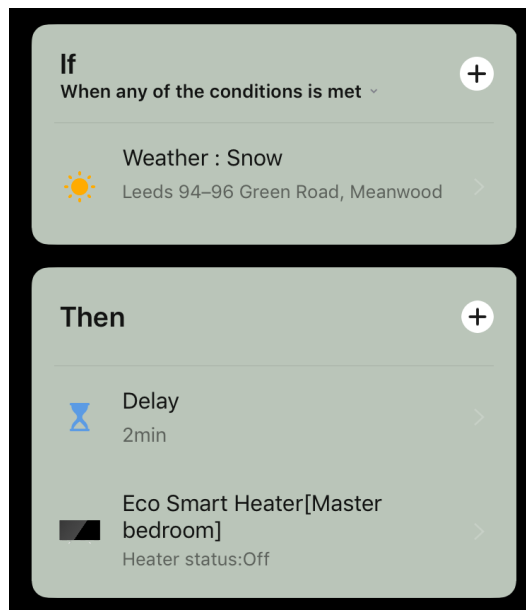 If
When any of the conditions is met
Weather : Snow
Leeds 94–96 Green Road, Meanwood
Then
Delay
2min
Eco Smart Heater[Master
bedroom]
Heater status:Off